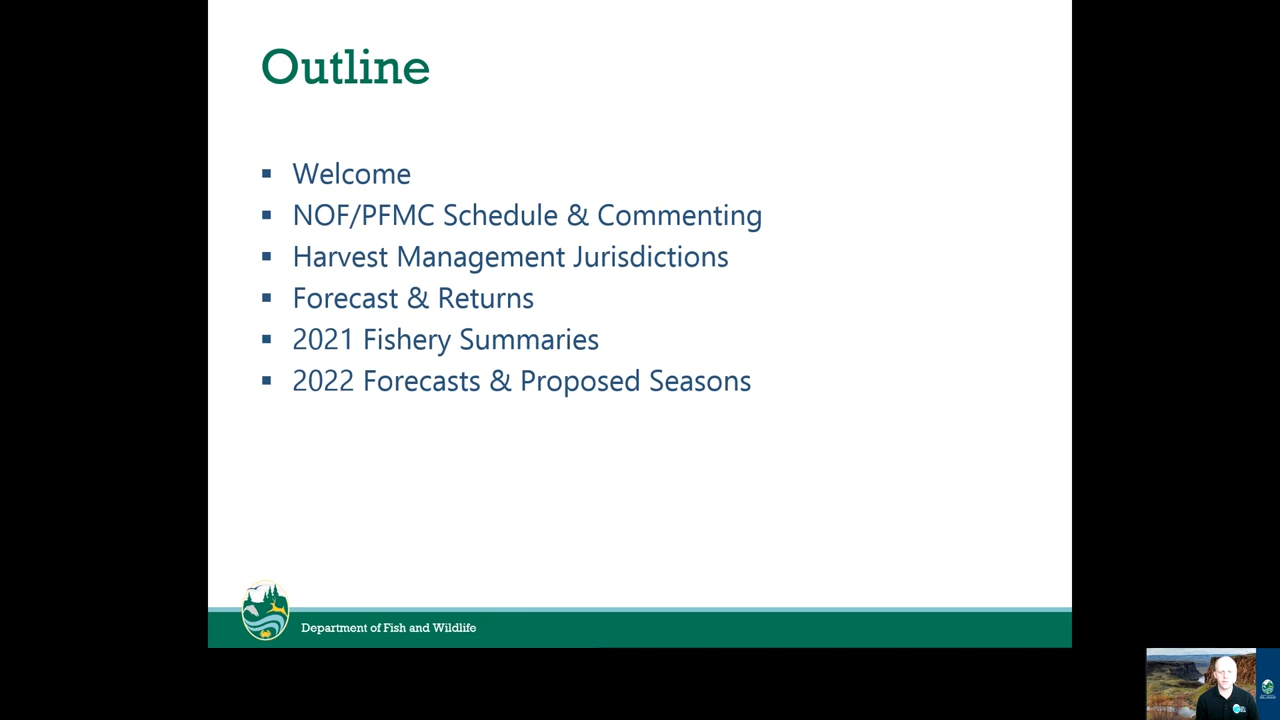 Outline
▪ Welcome
▪ NOF/PFMC Schedule & Commenting
▪ Harvest Management Jurisdictions
▪ Forecast & Returns
▪ 2021 Fishery Summaries
▪ 2022 Forecasts & Proposed Seasons
Department of Fish and Wildlife